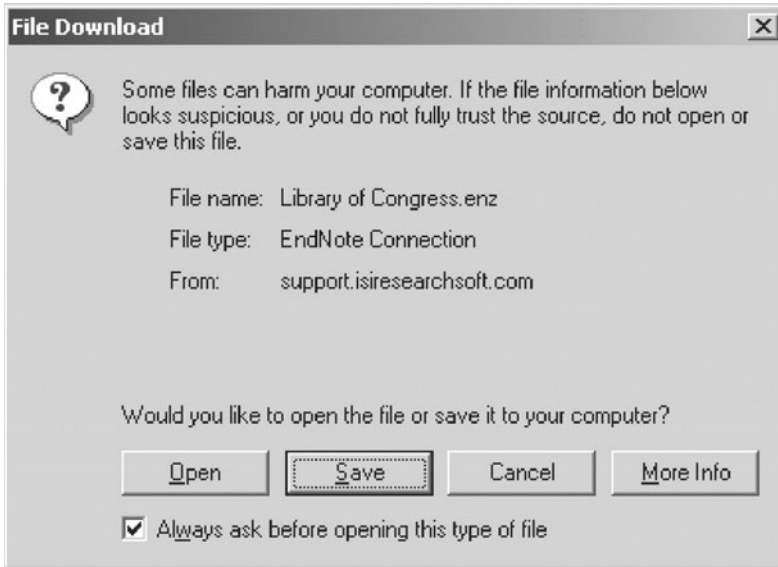 File Download
?
Some files can harm your computer. If the file information below
looks suspicious, or you do not fully trust the source, do not open or
save this file.
File name: Library of Congress.enz
File type: EndNote Connection
From: support.isiresearchsoft.com
Would you like to open the file or save it to your computer?
Open Save Cancel More Info
Always ask before opening this type of file